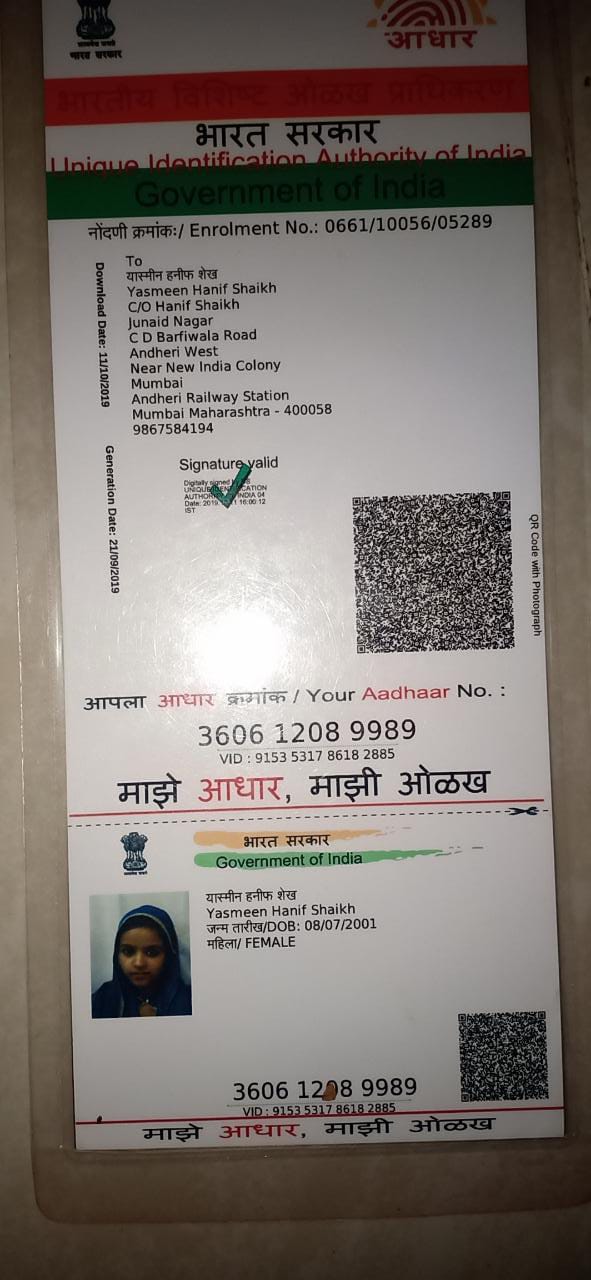 सत्यमेव जयते
भारत सरकार
आधार
भारतीय विशिष्ट ओळख प्राधिकरण
भारत सरकार
Unique Identification Authority of India
Government of India
नोंदणी क्रमांकः/ Enrolment No.: 0661/10056/05289
Download Date: 11/10/2019
To
यास्मीन हनीफ शेख
Yasmeen Hanif Shaikh
C/O Hanif Shaikh
Junaid Nagar
C D Barfiwala Road
Andheri West
Near New India Colony
Mumbai
Andheri Railway Station
Mumbai Maharashtra - 400058
9867584194
Generation Date: 21/09/2019
Signature valid
Digitally signed
UNIQUE IDENTIFICATION
AUTHORITY INDIA 04
Date: 2019 16:00:12
IST
QR Code with Photograph
आपला आधार क्रमांक / Your Aadhaar No. :
3606 1208 9989
VID : 9153 5317 8618 2885
माझे आधार, माझी ओळख
भारत सरकार
Government of India
यास्मीन हनीफ शेख
Yasmeen Hanif Shaikh
जन्म तारीख/DOB: 08/07/2001
महिला/ FEMALE
3606 1208 9989
VID : 9153 5317 8618 2885
माझे आधार, माझी ओळख